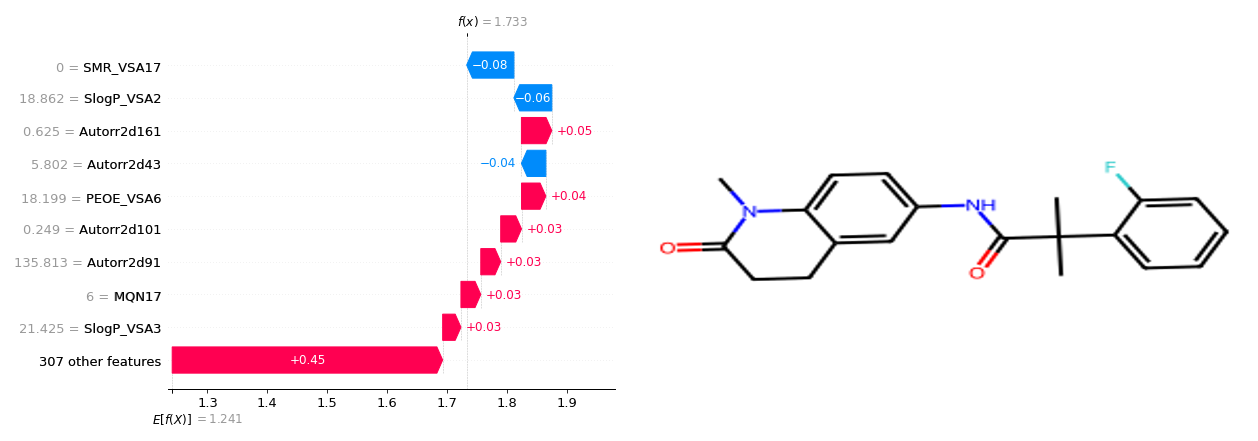 f(x) = 1.733
0 = SMR_VSA17
−0.08
18.862 = SlogP_VSA2
−0.06
0.625 = Autorr2d161
+0.05
5.802 = Autorr2d43
−0.04
18.199 = PEOE_VSA6
+0.04
0.249 = Autorr2d101
+0.03
135.813 = Autorr2d91
+0.03
6 = MQN17
+0.03
21.425 = SlogP_VSA3
+0.03
307 other features
+0.45
1.3 1.4 1.5 1.6 1.7 1.8 1.9
E[f(X)] = 1.241
F
N
NH
O
O